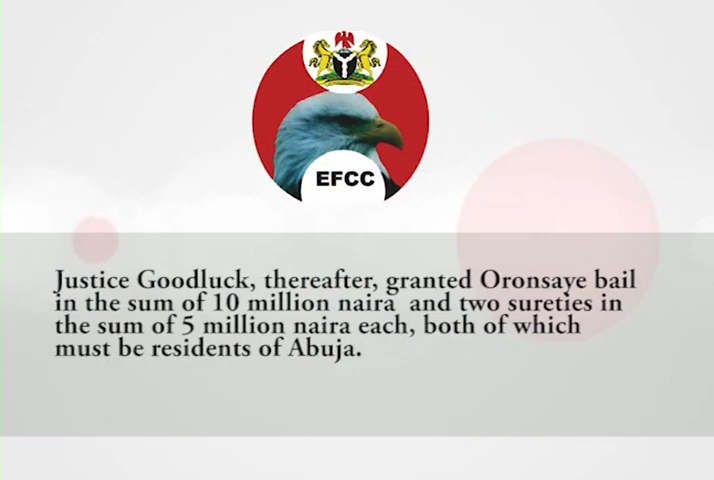 EFCC
Justice Goodluck, thereafter, granted Oronsaye bail
in the sum of 10 million naira and two sureties in
the sum of 5 million naira each, both of which
must be residents of Abuja.